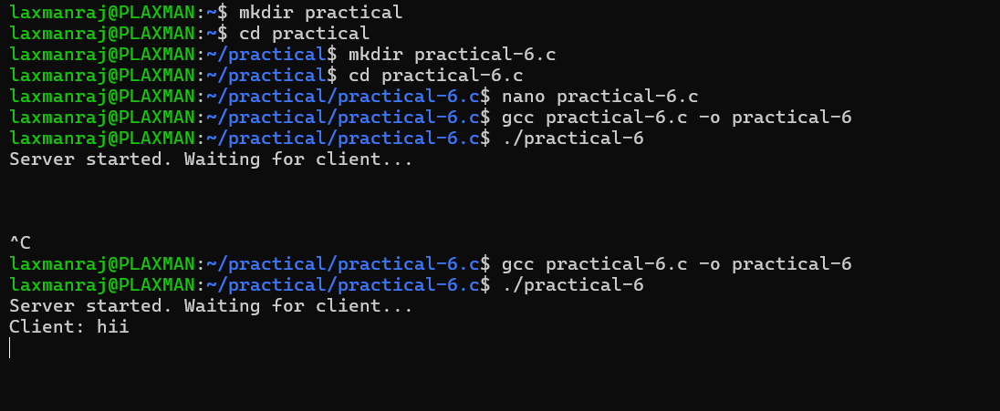 laxmanraj@PLAXMAN:~$ mkdir practical
laxmanraj@PLAXMAN:~$ cd practical
laxmanraj@PLAXMAN:~/practical$ mkdir practical-6.c
laxmanraj@PLAXMAN:~/practical$ cd practical-6.c
laxmanraj@PLAXMAN:~/practical/practical-6.c$ nano practical-6.c
laxmanraj@PLAXMAN:~/practical/practical-6.c$ gcc practical-6.c -o practical-6
laxmanraj@PLAXMAN:~/practical/practical-6.c$ ./practical-6
Server started. Waiting for client...
^C
laxmanraj@PLAXMAN:~/practical/practical-6.c$ gcc practical-6.c -o practical-6
laxmanraj@PLAXMAN:~/practical/practical-6.c$ ./practical-6
Server started. Waiting for client...
Client: hii